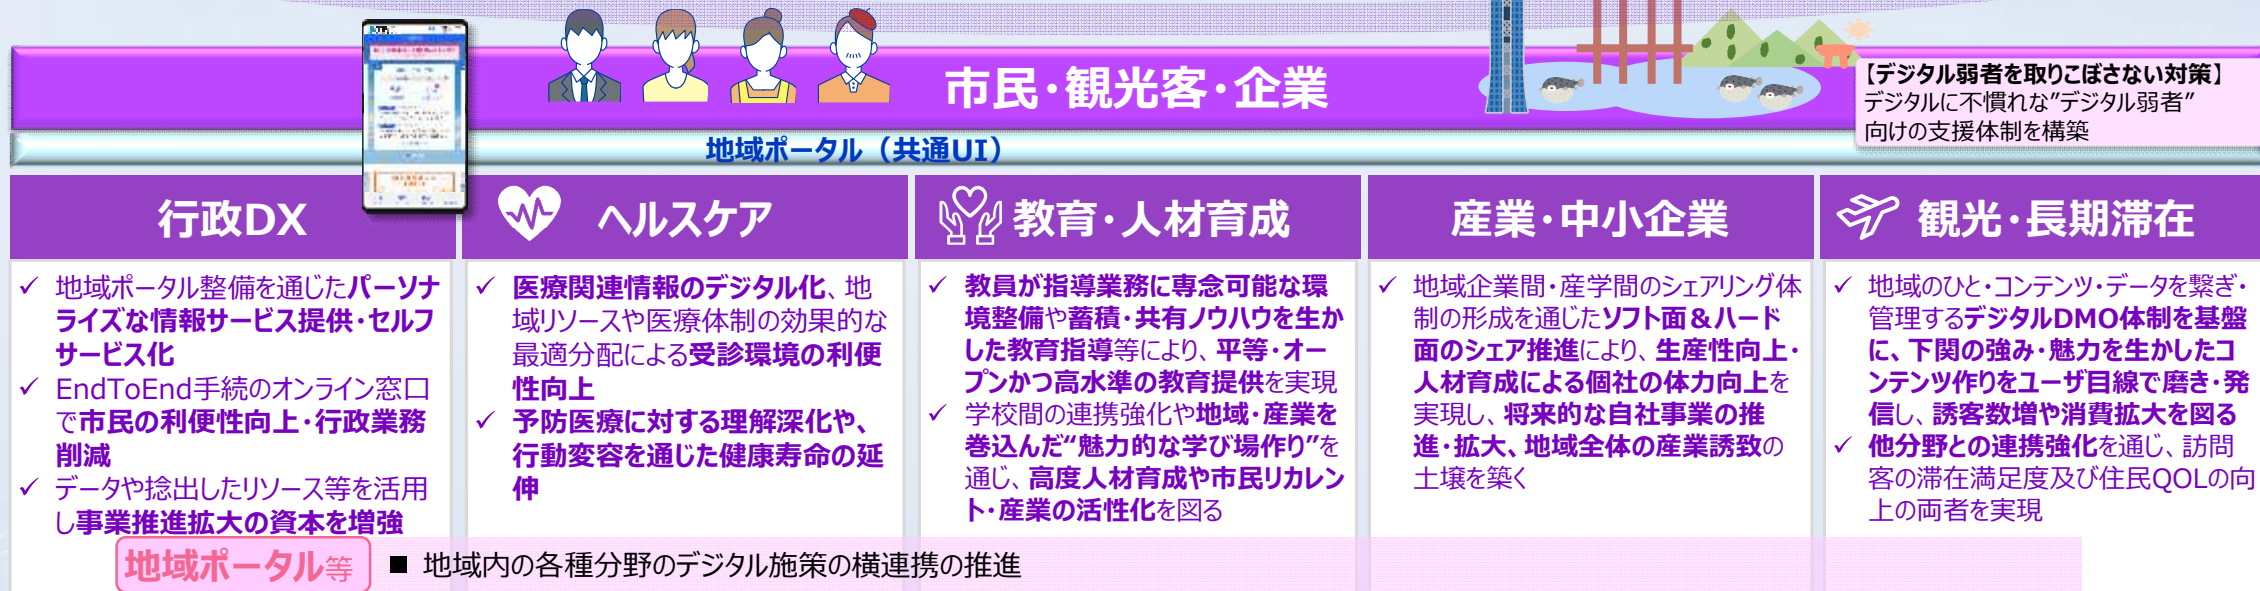 市民・観光客・企業
【デジタル弱者を取りこぼさない対策】
デジタルに不慣れな”デジタル弱者”
向けの支援体制を構築
地域ポータル（共通UI）
行政DX
✓ 地域ポータル整備を通じたパーソナ
ライズな情報サービス提供・セルフ
サービス化
✓ EndToEnd手続のオンライン窓口
で市民の利便性向上・行政業務
削減
✓ データや捻出したリソース等を活用
し事業推進拡大の資本を増強
ヘルスケア
✓ 医療関連情報のデジタル化、地
域リソースや医療体制の効果的な
最適分配による受診環境の利便
性向上
✓ 予防医療に対する理解深化や、
行動変容を通じた健康寿命の延
伸
教育・人材育成
✓ 教員が指導業務に専念可能な環
境整備や蓄積・共有ノウハウを生か
した教育指導等により、平等・オー
プンかつ高水準の教育提供を実現
✓ 学校間の連携強化や地域・産業を
巻込んだ“魅力的な学び場作り”を
通じ、高度人材育成や市民リカレン
ト・産業の活性化を図る
産業・中小企業
✓ 地域企業間・産学間のシェアリング体
制の形成を通じたソフト面＆ハード
面のシェア推進により、生産性向上・
人材育成による個社の体力向上を
実現し、将来的な自社事業の推
進・拡大、地域全体の産業誘致の
土壌を築く
観光・長期滞在
✓ 地域のひと・コンテンツ・データを繋ぎ・
管理するデジタルDMO体制を基盤
に、下関の強み・魅力を生かしたコ
ンテンツ作りをユーザ目線で磨き・発
信し、誘客数増や消費拡大を図る
✓ 他分野との連携強化を通じ、訪問
客の滞在満足度及び住民QOLの向
上の両者を実現
地域ポータル等
■ 地域内の各種分野のデジタル施策の横連携の推進